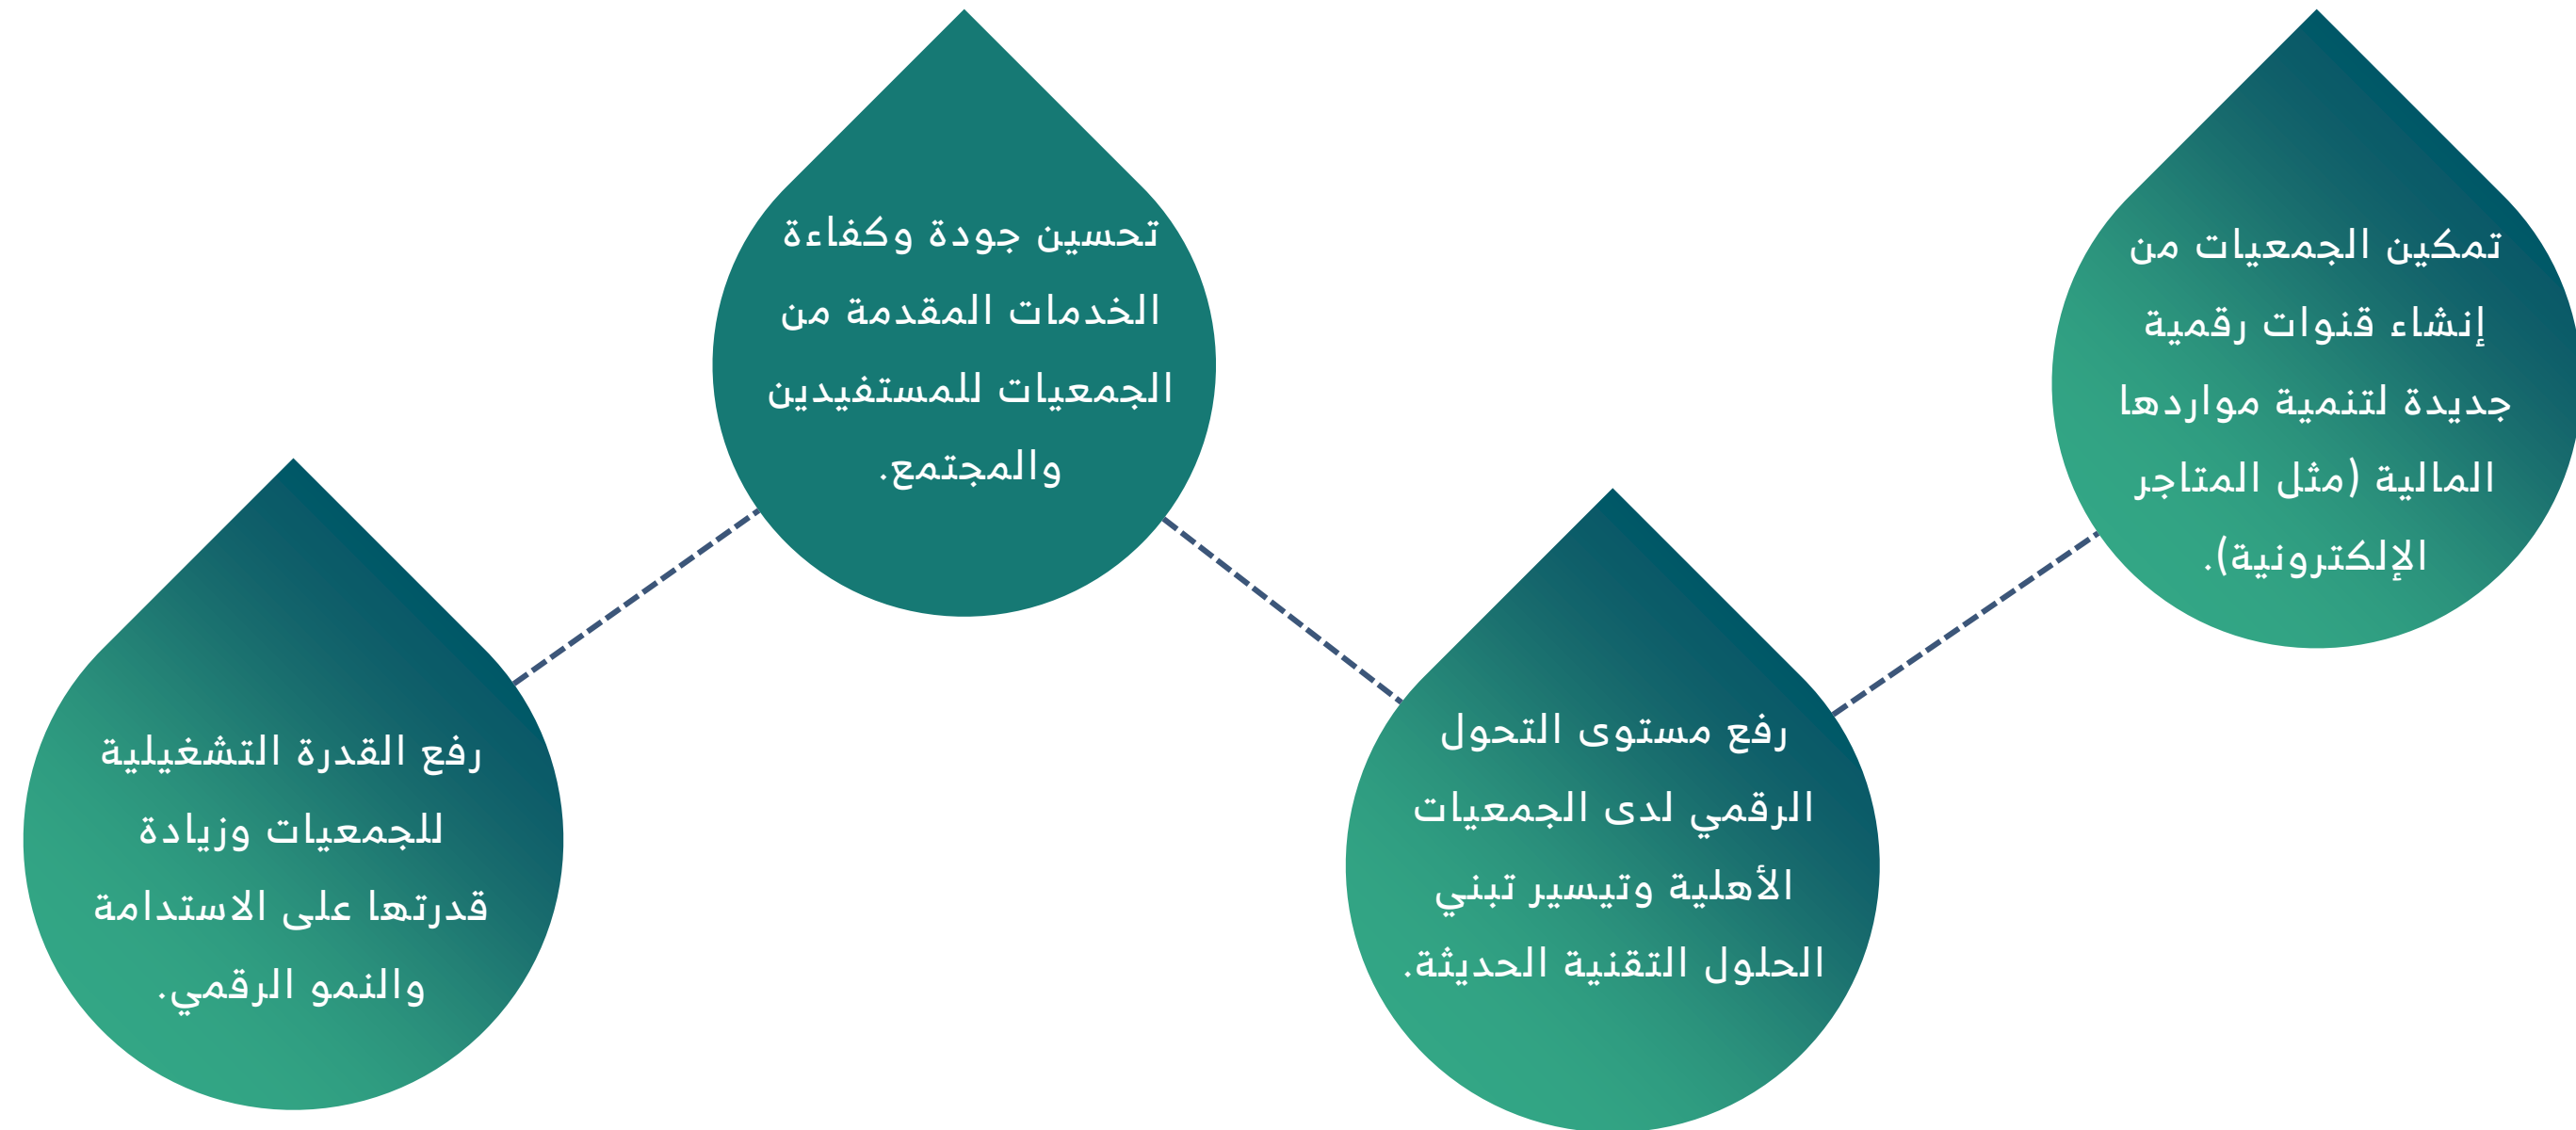 تمكين الجمعيات من
إنشاء قنوات رقمية
جديدة لتنمية مواردها
المالية (مثل المتاجر
الإلكترونية).
رفع مستوى التحول
الرقمي لدى الجمعيات
الأهلية وتيسير تبني
الحلول التقنية الحديثة.
تحسين جودة وكفاءة
الخدمات المقدمة من
الجمعيات للمستفيدين
والمجتمع.
رفع القدرة التشغيلية
للجمعيات وزيادة
قدرتها على الاستدامة
والنمو الرقمي.